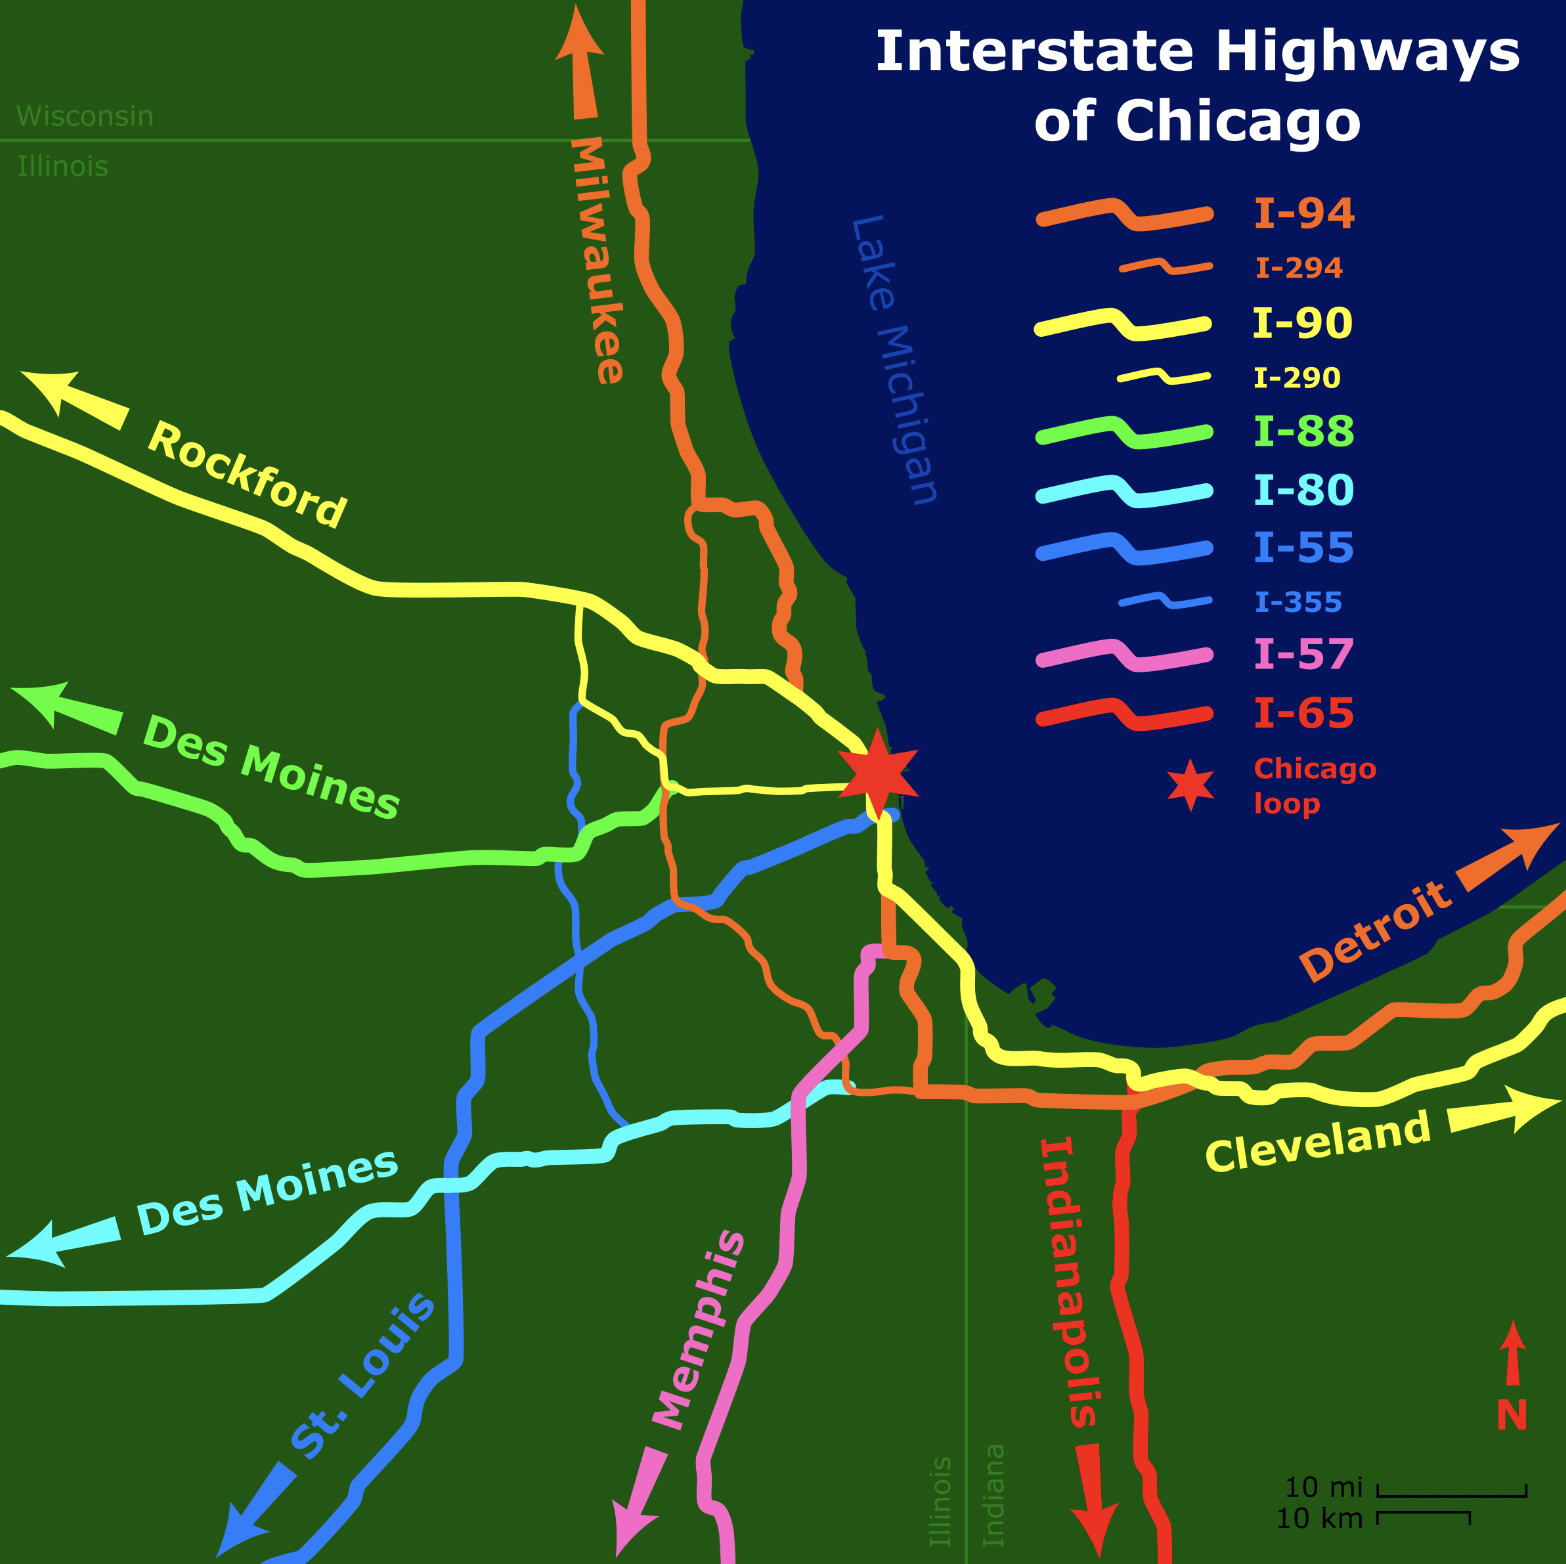 Interstate Highways
of Chicago
Wisconsin
Illinois
Milwaukee
Lake Michigan
I-94
I-294
I-90
I-290
I-88
I-80
I-55
I-355
I-57
I-65
Chicago
loop
Rockford
Des Moines
Detroit
Cleveland
Des Moines
St. Louis
Memphis
Indianapolis
Illinois
Indiana
N
10 mi
10 km